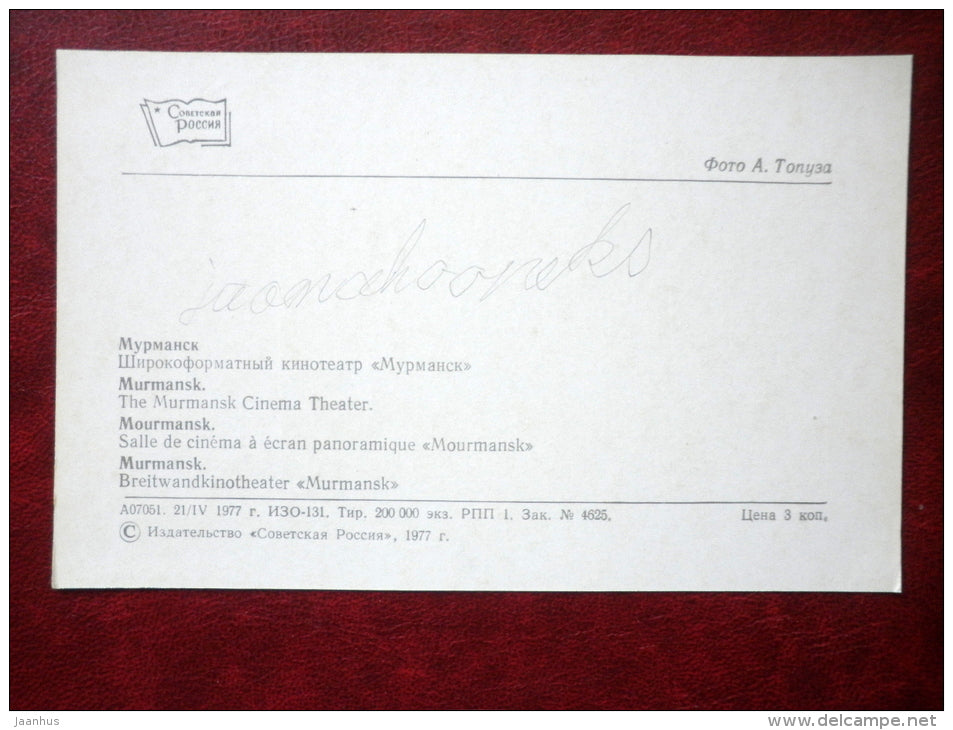 Советская
Россия
Фото А. Топуза
Мурманск
Широкоформатный кинотеатр «Мурманск»
Murmansk.
The Murmansk Cinema Theater.
Mourmansk.
Salle de cinéma à écran panoramique «Mourmansk»
Murmansk.
Breitwandkinotheater «Murmansk»
А07051. 21/IV 1977 г. ИЗО-131. Тир. 200 000 экз. РПП 1. Зак. № 4625. Цена 3 коп.
© Издательство «Советская Россия», 1977 г.
jaanhus
www.delcampe.net